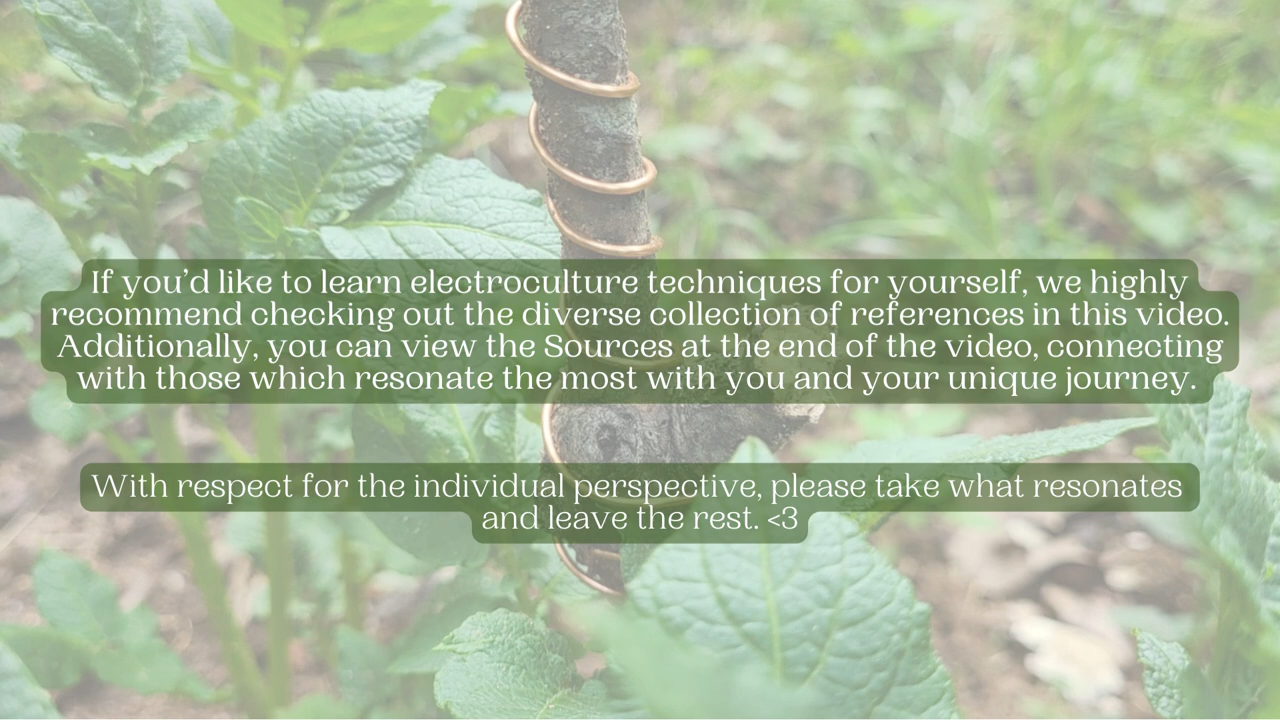 If you’d like to learn electroculture techniques for yourself, we highly
recommend checking out the diverse collection of references in this video.
Additionally, you can view the Sources at the end of the video, connecting
with those which resonate the most with you and your unique journey.
With respect for the individual perspective, please take what resonates
and leave the rest. <3